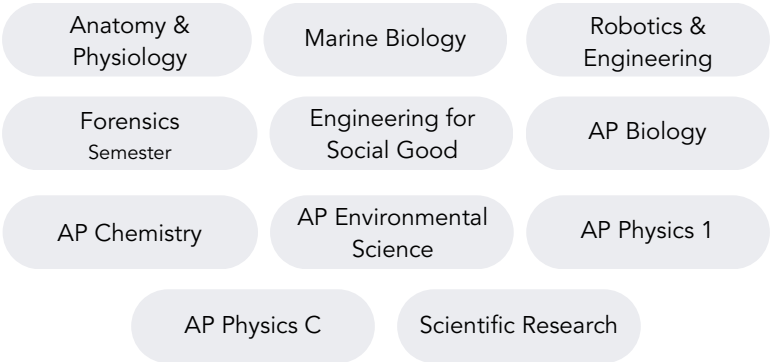 Anatomy &
Physiology
Marine Biology
Robotics &
Engineering
Forensics
Semester
Engineering for
Social Good
AP Biology
AP Chemistry
AP Environmental
Science
AP Physics 1
AP Physics C
Scientific Research